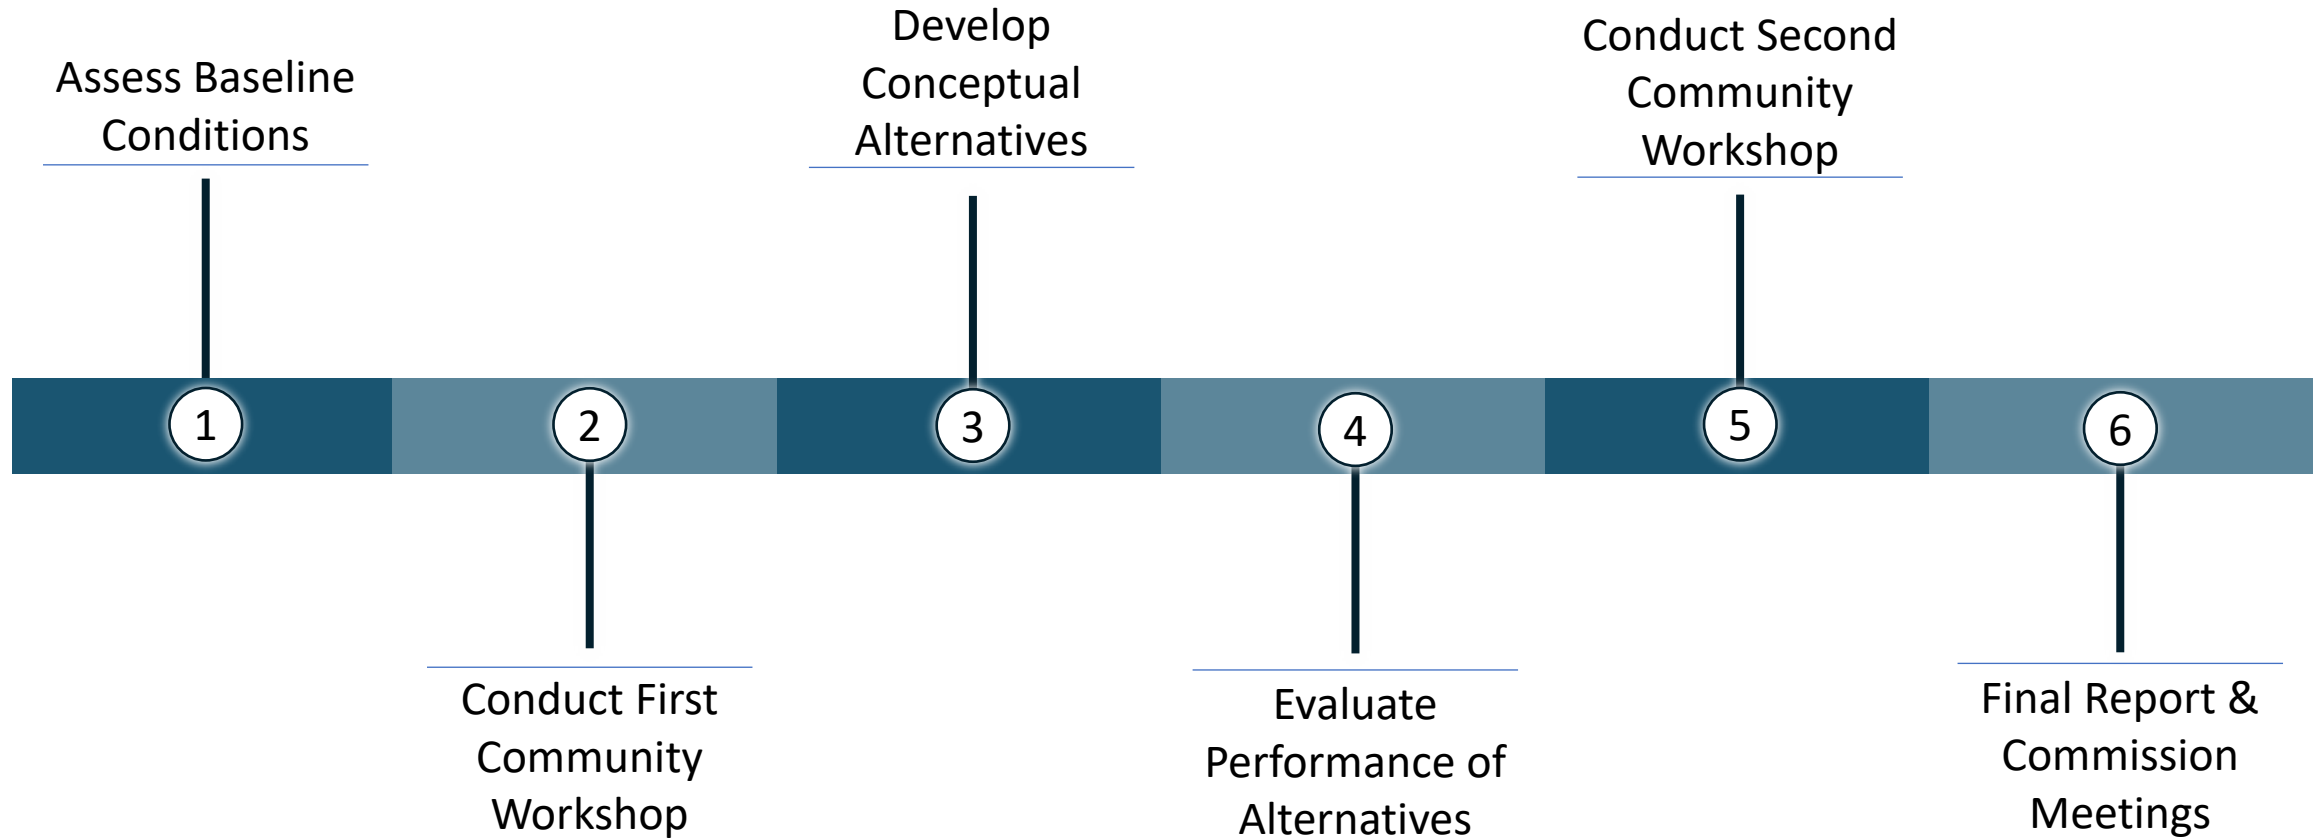 Assess Baseline
Conditions
Develop
Conceptual
Alternatives
Conduct Second
Community
Workshop
1
2
3
4
5
6
Conduct First
Community
Workshop
Evaluate
Performance of
Alternatives
Final Report &
Commission
Meetings